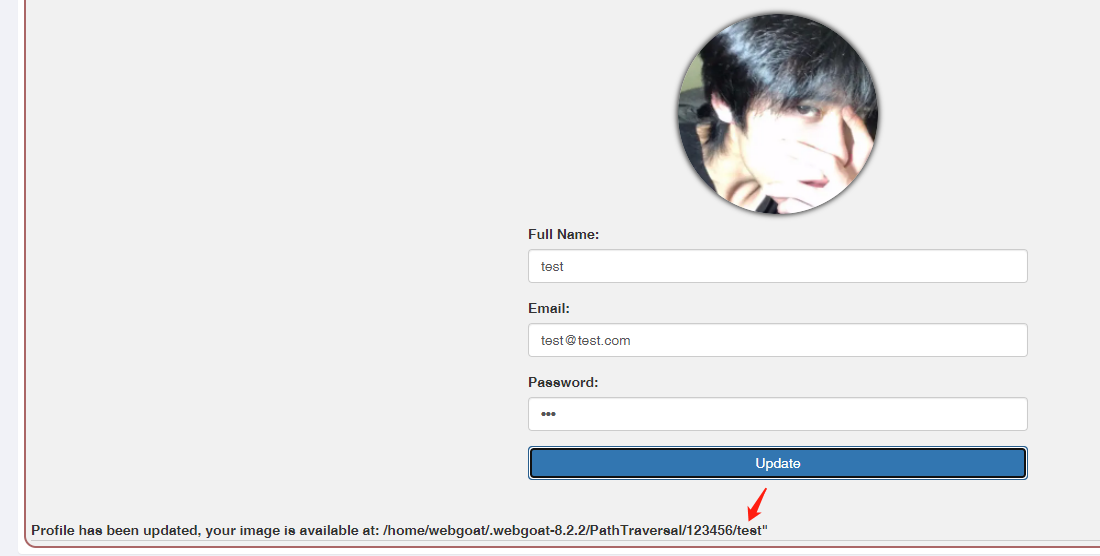 Full Name:
test
Email:
test@test.com
Password:
•••
Update
Profile has been updated, your image is available at: /home/webgoat/.webgoat-8.2.2/PathTraversal/123456/test"